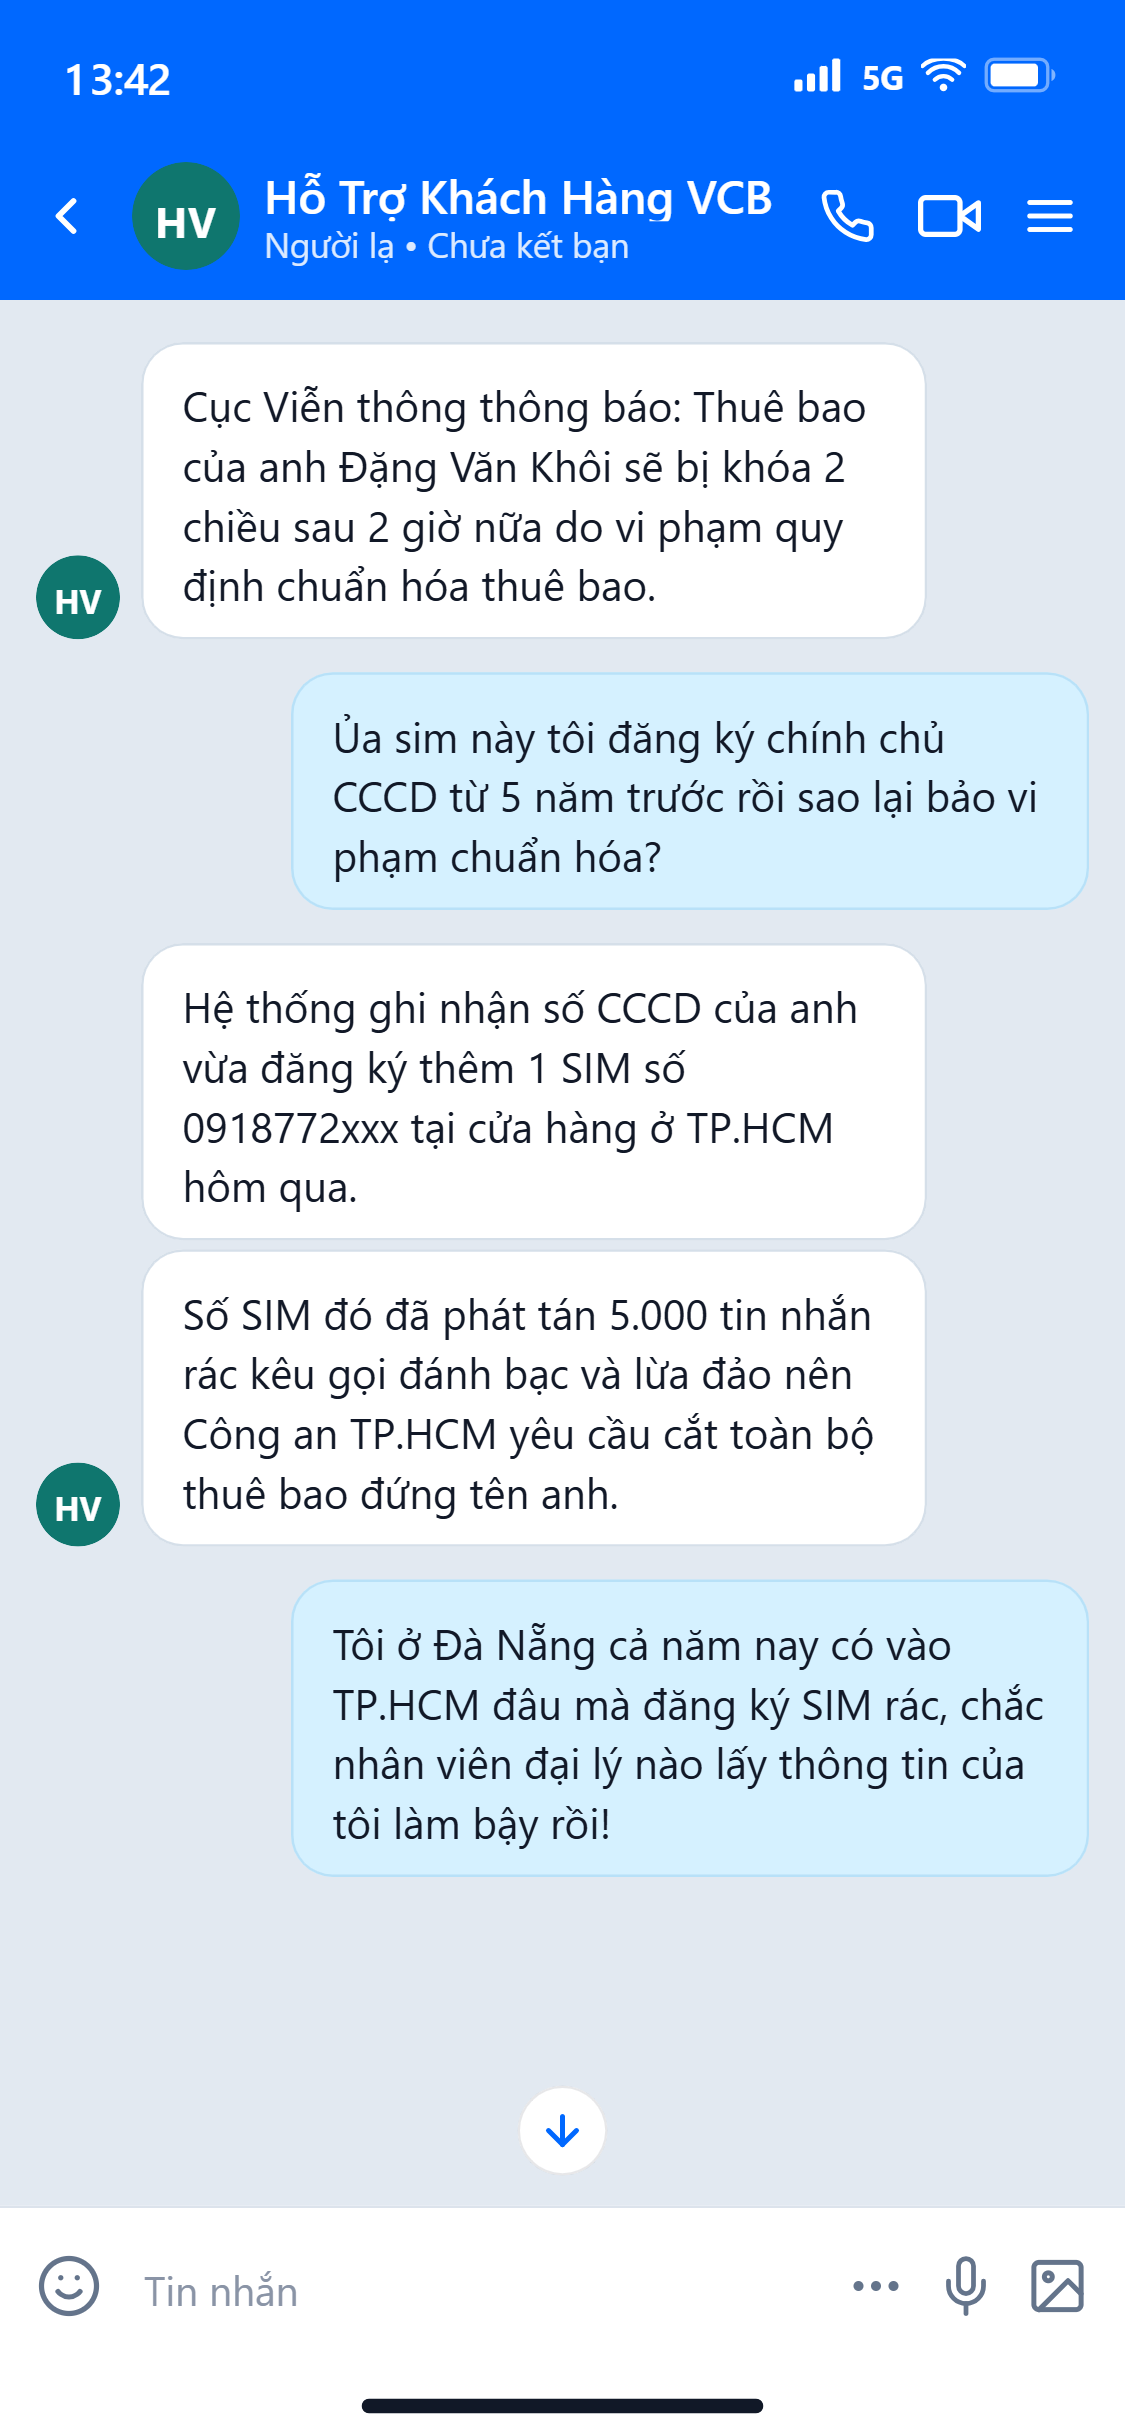 13:42
5G
HV
Hỗ Trợ Khách Hàng VCB
Người lạ • Chưa kết bạn
Cục Viễn thông thông báo: Thuê bao
của anh Đặng Văn Khôi sẽ bị khóa 2
chiều sau 2 giờ nữa do vi phạm quy
định chuẩn hóa thuê bao.
HV
Ủa sim này tôi đăng ký chính chủ
CCCD từ 5 năm trước rồi sao lại bảo vi
phạm chuẩn hóa?
Hệ thống ghi nhận số CCCD của anh
vừa đăng ký thêm 1 SIM số
0918772xxx tại cửa hàng ở TP.HCM
hôm qua.
Số SIM đó đã phát tán 5.000 tin nhắn
rác kêu gọi đánh bạc và lừa đảo nên
Công an TP.HCM yêu cầu cắt toàn bộ
thuê bao đứng tên anh.
HV
Tôi ở Đà Nẵng cả năm nay có vào
TP.HCM đâu mà đăng ký SIM rác, chắc
nhân viên đại lý nào lấy thông tin của
tôi làm bậy rồi!
Tin nhắn